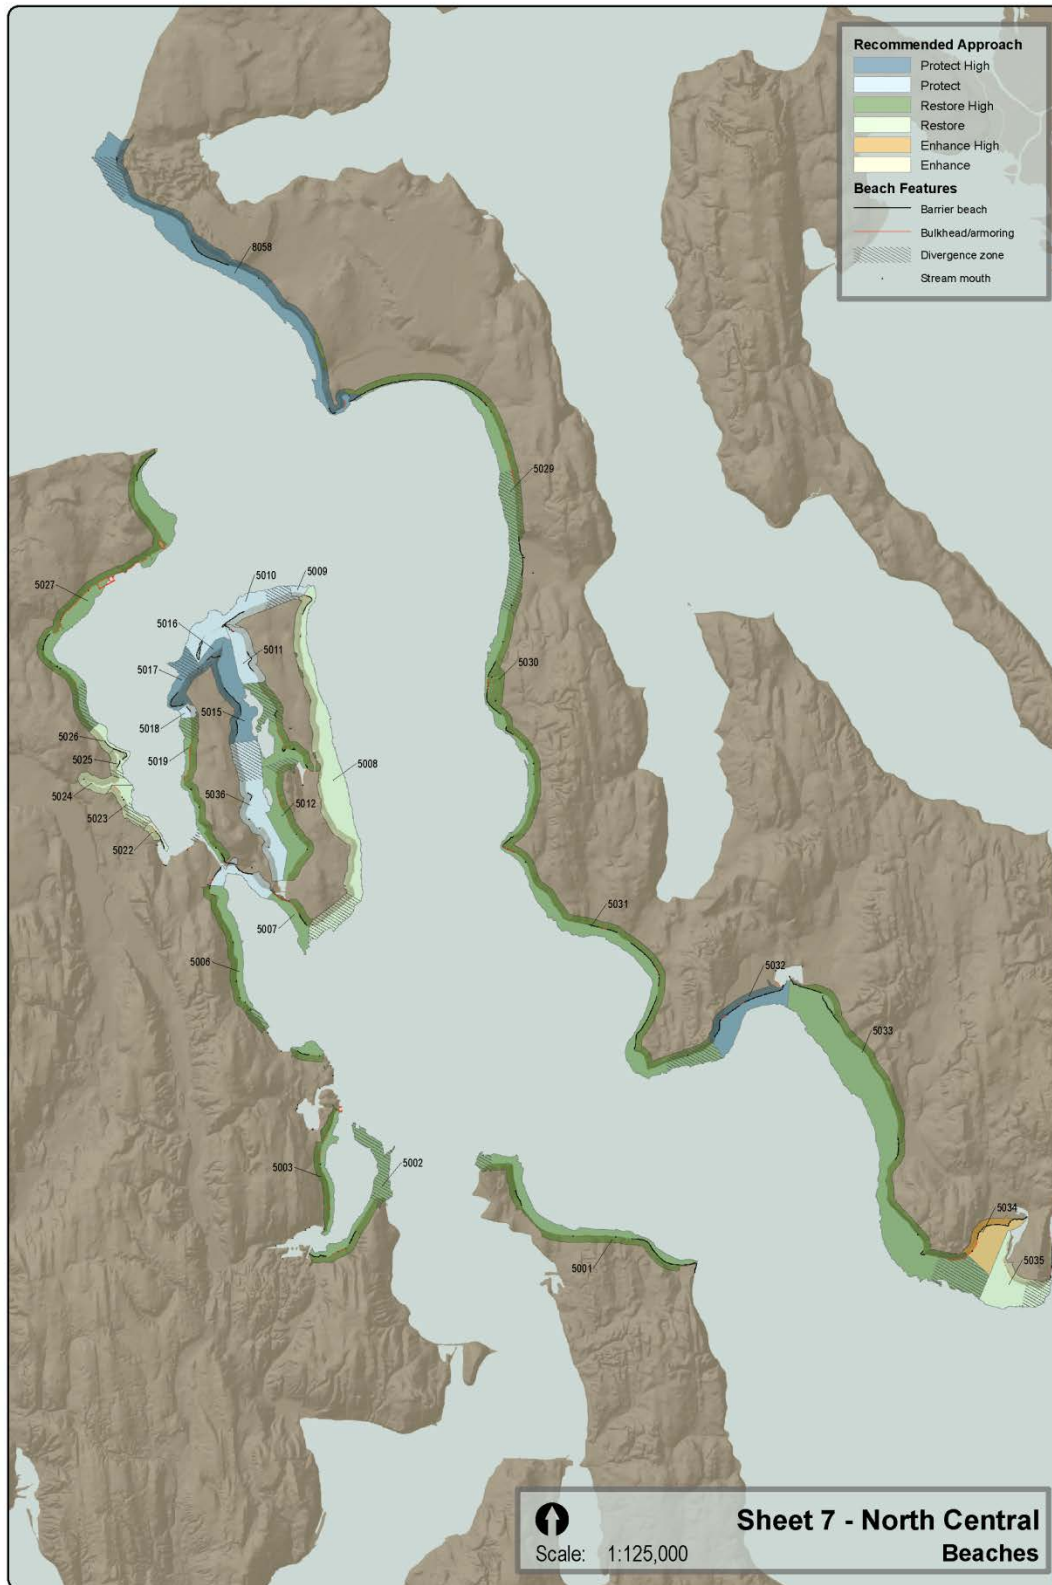 Recommended Approach
Protect High
Protect
Restore High
Restore
Enhance High
Enhance
Beach Features
Barrier beach
Bulkhead/armoring
Divergence zone
Stream mouth
8058
5029
5027
5010
5009
5016
5011
5017
5030
5018
5015
5026
5019
5025
5008
5024
5036
5012
5023
5022
5031
5007
5006
5032
5033
5003
5002
5034
5001
5035
Sheet 7 - North Central
Scale: 1:125,000
Beaches